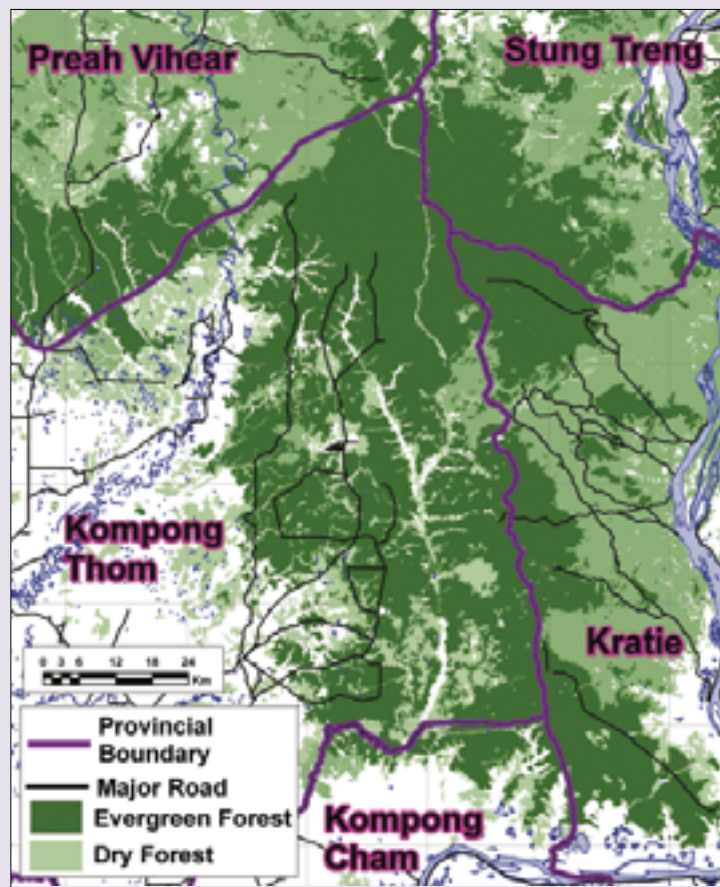 Preah Vihear
Stung Treng
Kompong
Thom
Kratie
0 3 6 12 18 24
Km
Provincial
Boundary
Major Road
Evergreen Forest
Dry Forest
Kompong
Cham